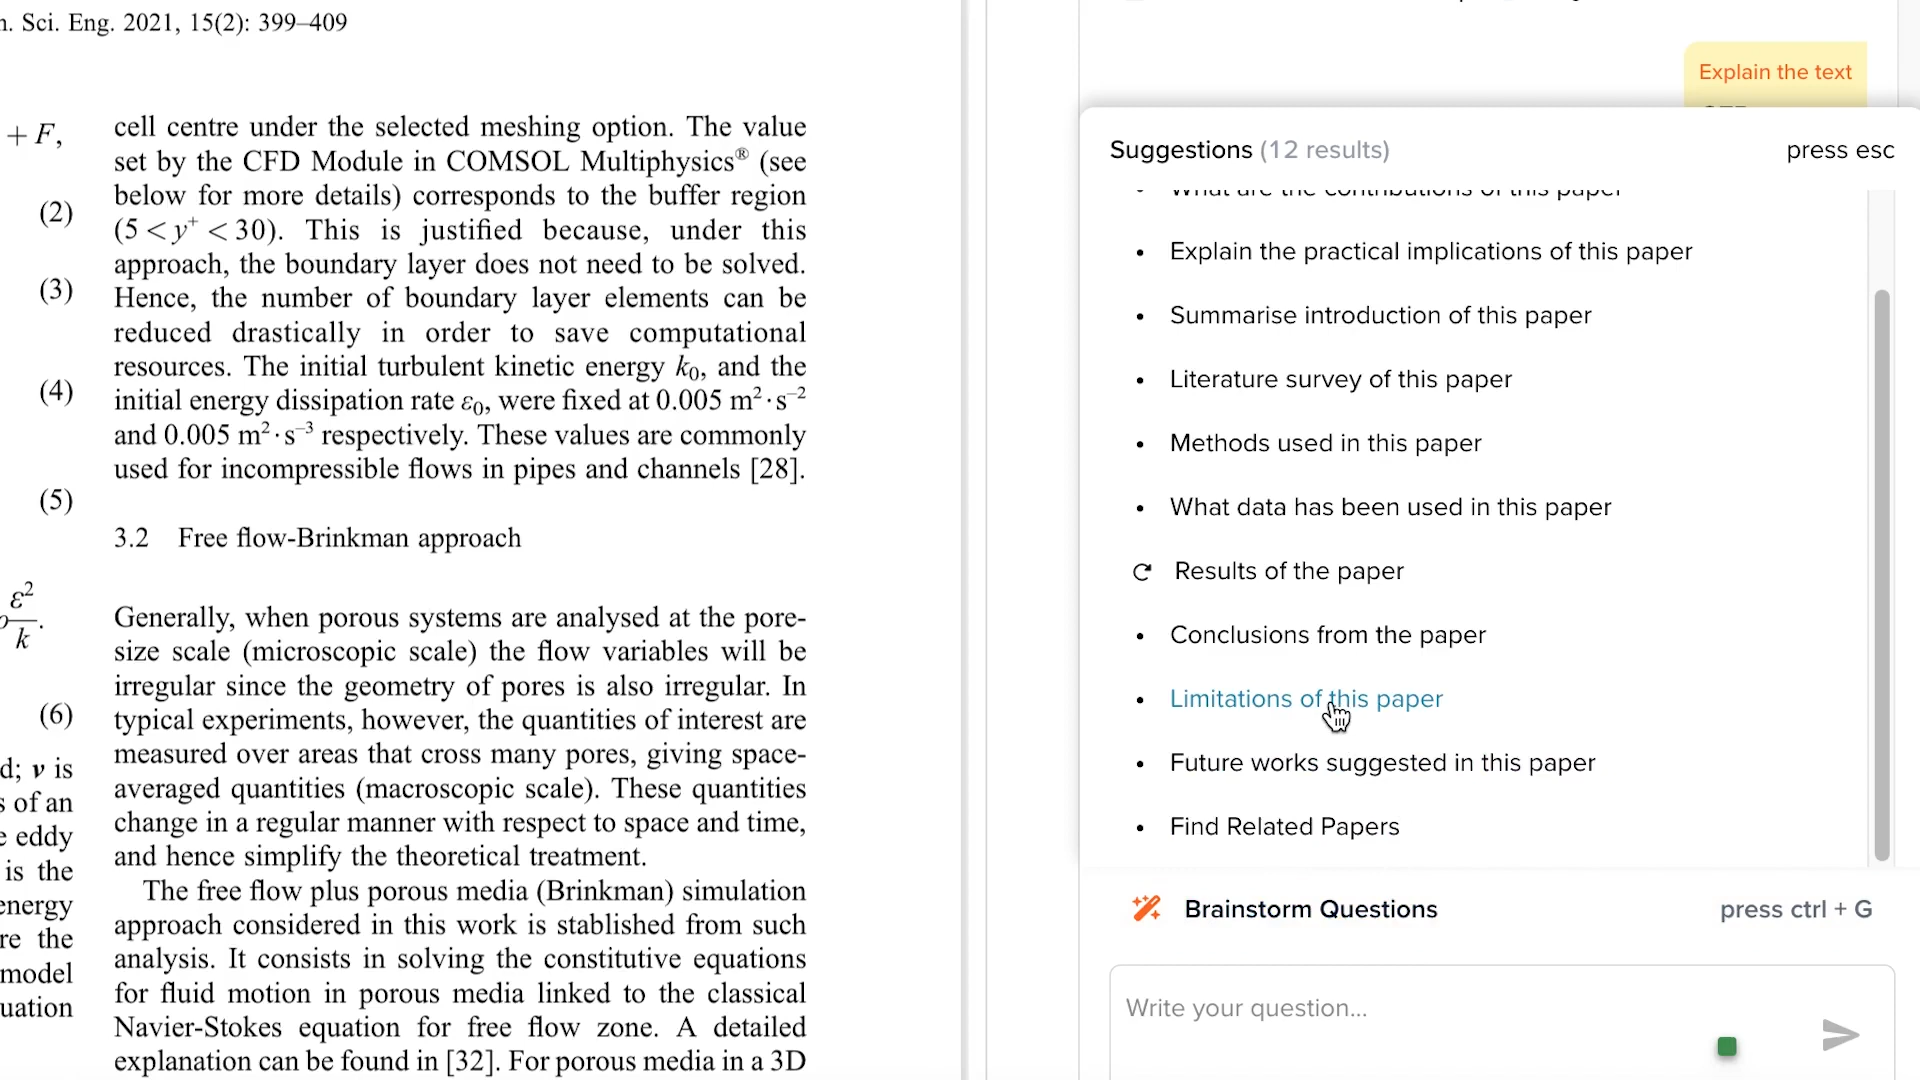 . Sci. Eng. 2021, 15(2): 399–409
+ F,
(2)
(3)
(4)
(5)
ε²
k
(6)
d; v is
s of an
e eddy
is the
energy
re the
model
uation
cell centre under the selected meshing option. The value
set by the CFD Module in COMSOL Multiphysics® (see
below for more details) corresponds to the buffer region
(5 < y⁺ < 30). This is justified because, under this
approach, the boundary layer does not need to be solved.
Hence, the number of boundary layer elements can be
reduced drastically in order to save computational
resources. The initial turbulent kinetic energy k₀, and the
initial energy dissipation rate ε₀, were fixed at 0.005 m²·s⁻²
and 0.005 m²·s⁻³ respectively. These values are commonly
used for incompressible flows in pipes and channels [28].
3.2 Free flow-Brinkman approach
Generally, when porous systems are analysed at the pore-
size scale (microscopic scale) the flow variables will be
irregular since the geometry of pores is also irregular. In
typical experiments, however, the quantities of interest are
measured over areas that cross many pores, giving space-
averaged quantities (macroscopic scale). These quantities
change in a regular manner with respect to space and time,
and hence simplify the theoretical treatment.
The free flow plus porous media (Brinkman) simulation
approach considered in this work is stablished from such
analysis. It consists in solving the constitutive equations
for fluid motion in porous media linked to the classical
Navier-Stokes equation for free flow zone. A detailed
explanation can be found in [32]. For porous media in a 3D
Explain the text
Suggestions (12 results) press esc
What are the contributions of this paper
Explain the practical implications of this paper
Summarise introduction of this paper
Literature survey of this paper
Methods used in this paper
What data has been used in this paper
Results of the paper
Conclusions from the paper
Limitations of this paper
Future works suggested in this paper
Find Related Papers
Brainstorm Questions press ctrl + G
Write your question...